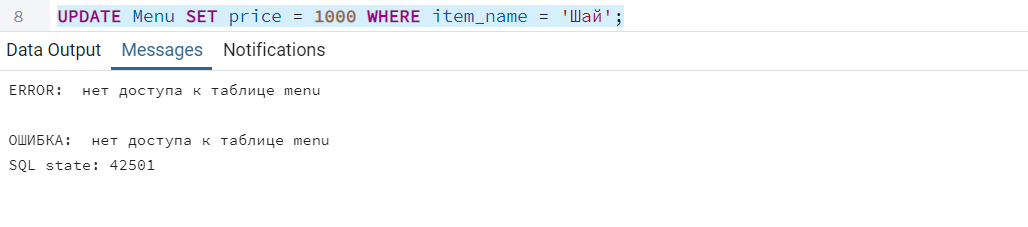 8 UPDATE Menu SET price = 1000 WHERE item_name = 'Шай';
Data Output Messages Notifications
ERROR:  нет доступа к таблице menu
ОШИБКА:  нет доступа к таблице menu
SQL state: 42501